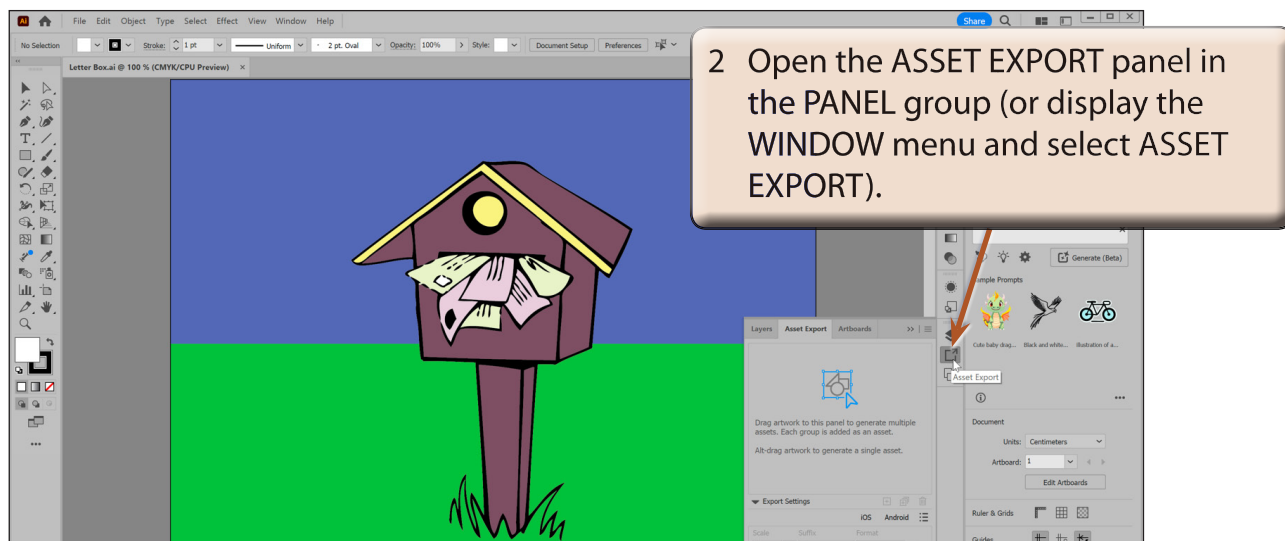 Ai File Edit Object Type Select Effect View Window Help Share
No Selection Stroke: 1 pt Uniform 2 pt. Oval Opacity: 100% Style: Document Setup Preferences
Letter Box.ai @ 100 % (CMYK/CPU Preview) ×
2 Open the ASSET EXPORT panel in
the PANEL group (or display the
WINDOW menu and select ASSET
EXPORT).
Generate (Beta)
mple Prompts
Cute baby drag... Black and white... Illustration of a...
Layers Asset Export Artboards
Asset Export
Drag artwork to this panel to generate multiple
assets. Each group is added as an asset.
Alt-drag artwork to generate a single asset.
Export Settings
iOS Android
Scale Suffix Format
Document
Units: Centimeters
Artboard: 1
Edit Artboards
Ruler & Grids
Guides